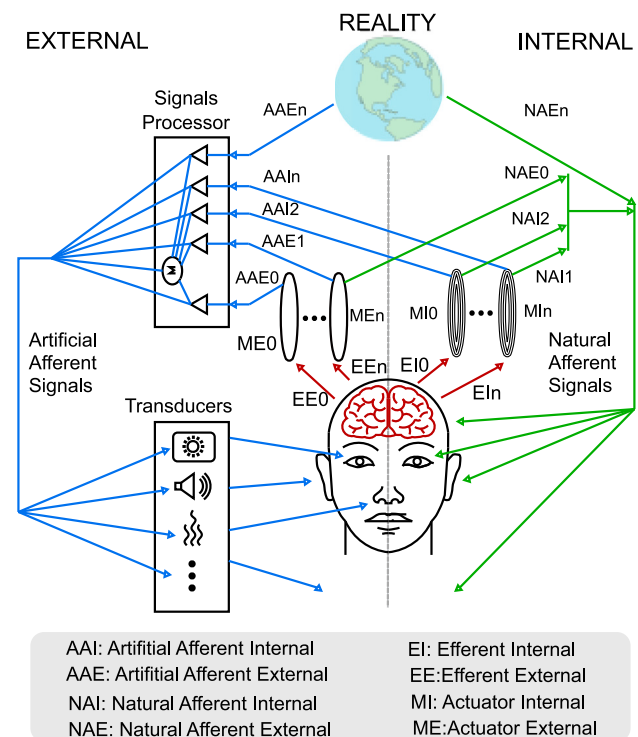 REALITY
EXTERNAL
INTERNAL
Signals
Processor
AAEn
NAEn
AAIn
NAE0
AAI2
NAI2
AAE1
NAI1
AAE0
M
ME0
MEn
MI0
MIn
Artificial
Afferent
Signals
Natural
Afferent
Signals
EEn
EI0
EE0
EIn
Transducers
AAI: Artifitial Afferent Internal
AAE: Artifitial Afferent External
NAI: Natural Afferent Internal
NAE: Natural Afferent External
EI: Efferent Internal
EE:Efferent External
MI: Actuator Internal
ME:Actuator External